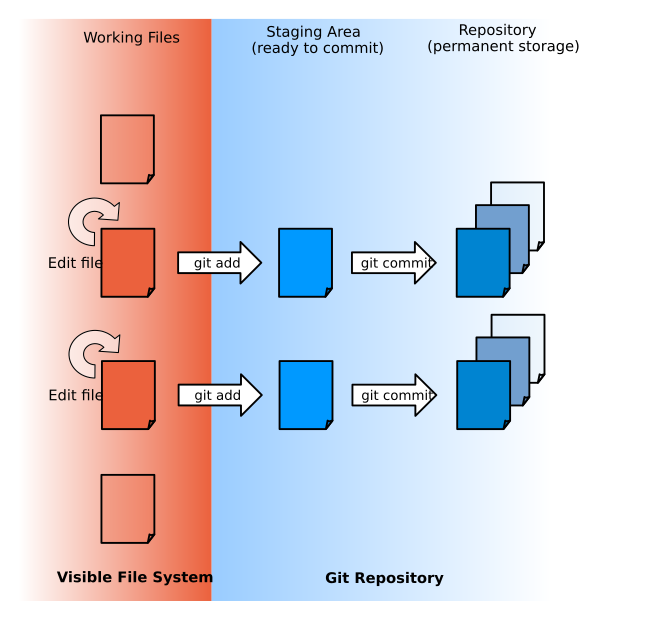 Working Files
Staging Area
(ready to commit)
Repository
(permanent storage)
Edit file
git add
git commit
Edit file
git add
git commit
Visible File System
Git Repository